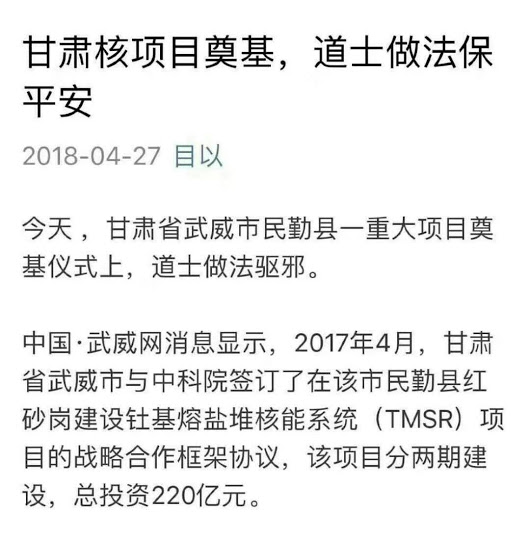 甘肃核项目奠基，道士做法保
平安
2018-04-27 目以
今天 ，甘肃省武威市民勤县一重大项目奠
基仪式上，道士做法驱邪。
中国·武威网消息显示，2017年4月，甘肃
省武威市与中科院签订了在该市民勤县红
砂岗建设钍基熔盐堆核能系统（TMSR）项
目的战略合作框架协议，该项目分两期建
设，总投资220亿元。